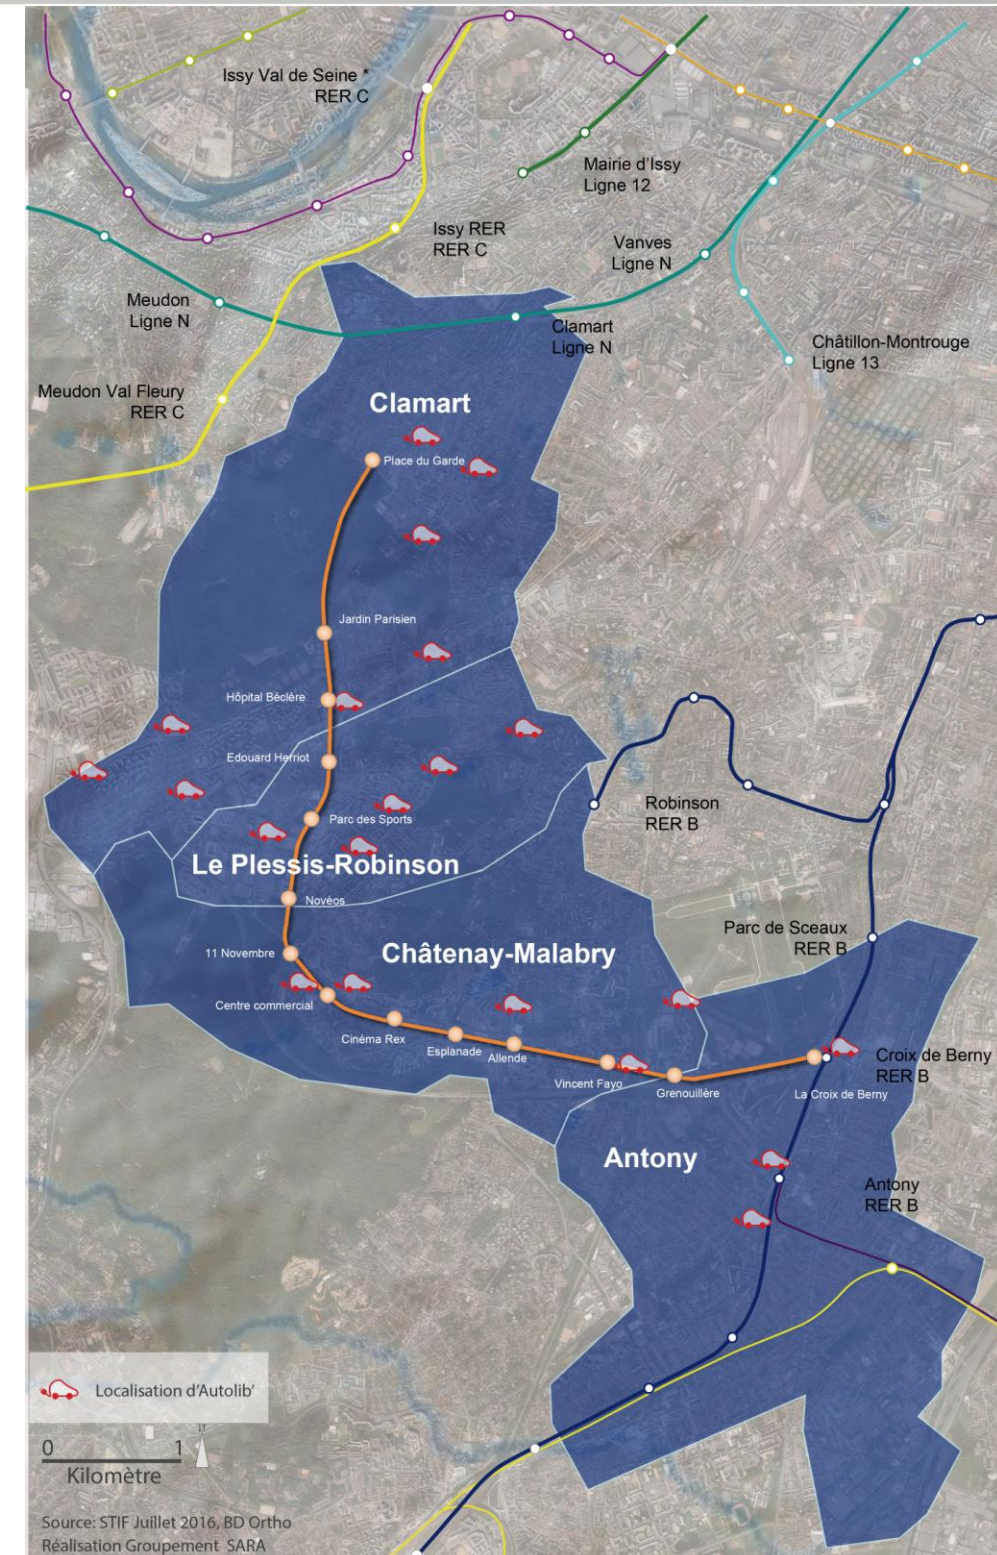 Issy Val de Seine *
RER C
Mairie d'Issy
Ligne 12
Issy RER
RER C
Vanves
Ligne N
Meudon
Ligne N
Clamart
Ligne N
Châtillon-Montrouge
Ligne 13
Meudon Val Fleury
RER C
Clamart
Place du Garde
Jardin Parisien
Hôpital Béclère
Edouard Herriot
Robinson
RER B
Parc des Sports
Le Plessis-Robinson
Novéos
Parc de Sceaux
RER B
11 Novembre
Châtenay-Malabry
Centre commercial
Cinéma Rex
Esplanade
Allende
Vincent Fayo
Grenouillère
La Croix de Berny
Croix de Berny
RER B
Antony
Antony
RER B
Localisation d'Autolib'
0 1
Kilomètre
Source: STIF Juillet 2016, BD Ortho
Réalisation Groupement SARA